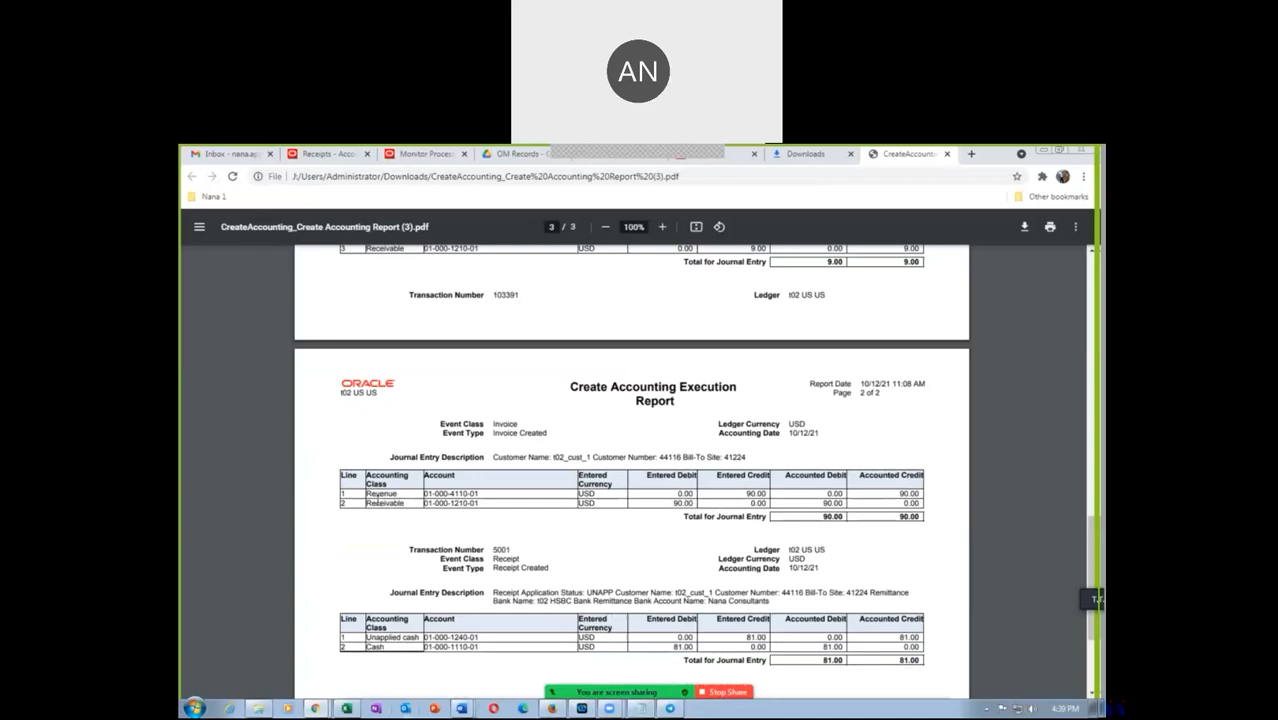 AN
Inbox - nana.ap
Receipts - Acco
Monitor Proces
OM Records - G
Downloads
CreateAccountin
File
J:/Users/Administrator/Downloads/CreateAccounting_Create%20Accounting%20Report%20(3).pdf
Nana 1
Other bookmarks
CreateAccounting_Create Accounting Report (3).pdf
3 / 3
100%
3 Receivable 01-000-1210-01 USD 0.00 9.00 0.00 9.00
Total for Journal Entry 9.00 9.00
Transaction Number 103391 Ledger t02 US US
ORACLE
t02 US US
Create Accounting Execution
Report
Report Date 10/12/21 11:08 AM
Page 2 of 2
Event Class Invoice Ledger Currency USD
Event Type Invoice Created Accounting Date 10/12/21
Journal Entry Description Customer Name: t02_cust_1 Customer Number: 44116 Bill-To Site: 41224
Line Accounting Class Account Entered Currency Entered Debit Entered Credit Accounted Debit Accounted Credit
1 Revenue 01-000-4110-01 USD 0.00 90.00 0.00 90.00
2 Receivable 01-000-1210-01 USD 90.00 0.00 90.00 0.00
Total for Journal Entry 90.00 90.00
Transaction Number 5001 Ledger t02 US US
Event Class Receipt Ledger Currency USD
Event Type Receipt Created Accounting Date 10/12/21
Journal Entry Description Receipt Application Status: UNAPP Customer Name: t02_cust_1 Customer Number: 44116 Bill-To Site: 41224 Remittance
Bank Name: t02 HSBC Bank Remittance Bank Account Name: Nana Consultants
Line Accounting Class Account Entered Currency Entered Debit Entered Credit Accounted Debit Accounted Credit
1 Unapplied cash 01-000-1240-01 USD 0.00 81.00 0.00 81.00
2 Cash 01-000-1110-01 USD 81.00 0.00 81.00 0.00
Total for Journal Entry 81.00 81.00
You are screen sharing
Stop Share
4:39 PM